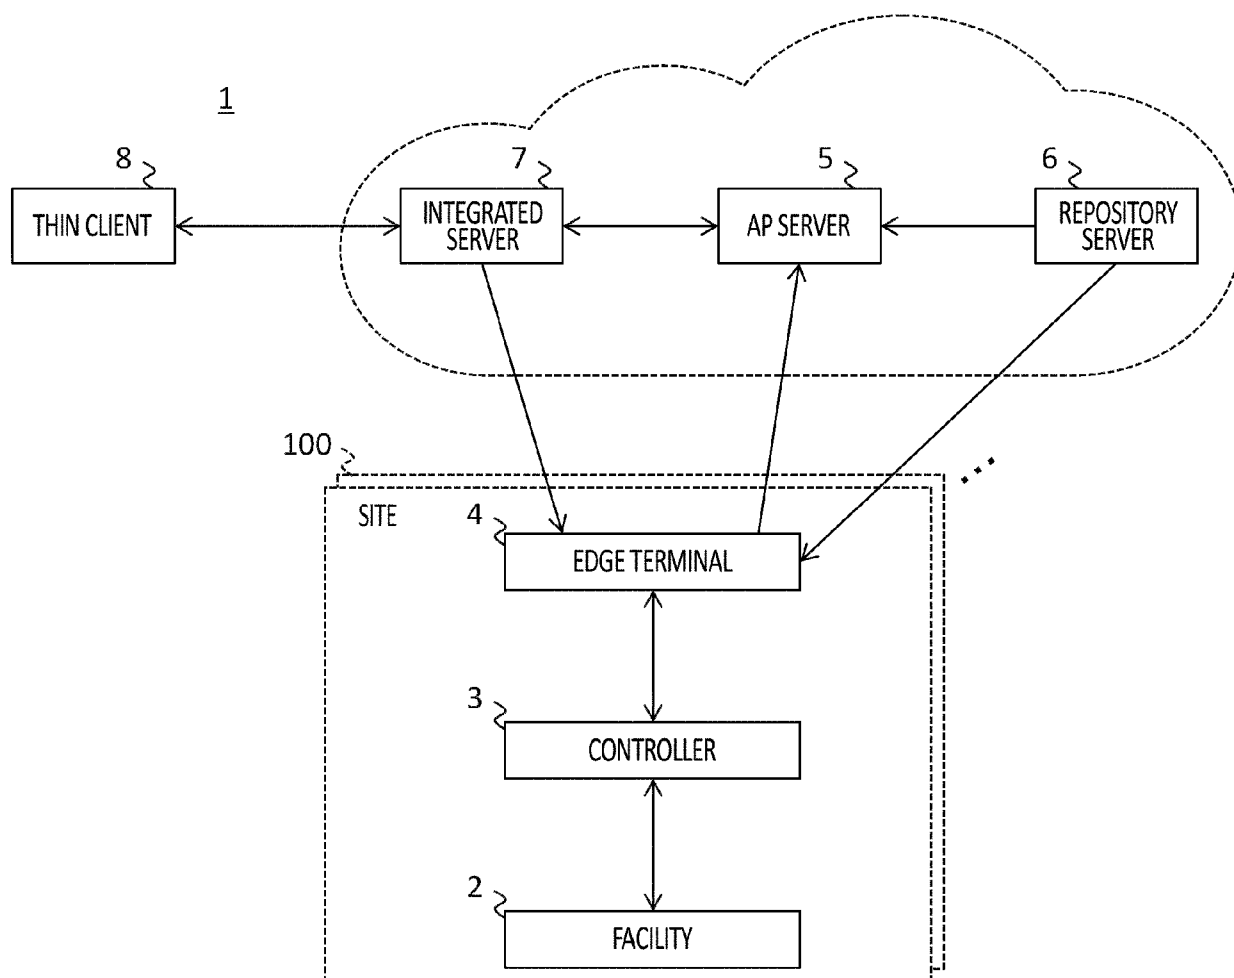 1
8
7
5
6
THIN CLIENT
INTEGRATED
SERVER
AP SERVER
REPOSITORY
SERVER
100
SITE
4
EDGE TERMINAL
3
CONTROLLER
2
FACILITY